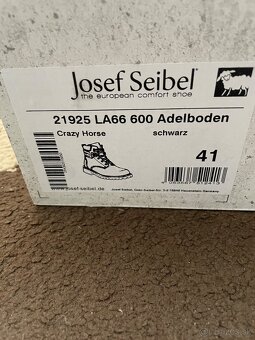 Josef Seibel
the european comfort shoe
21925 LA66 600 Adelboden
Crazy Horse schwarz
41
www.josef-seibel.de